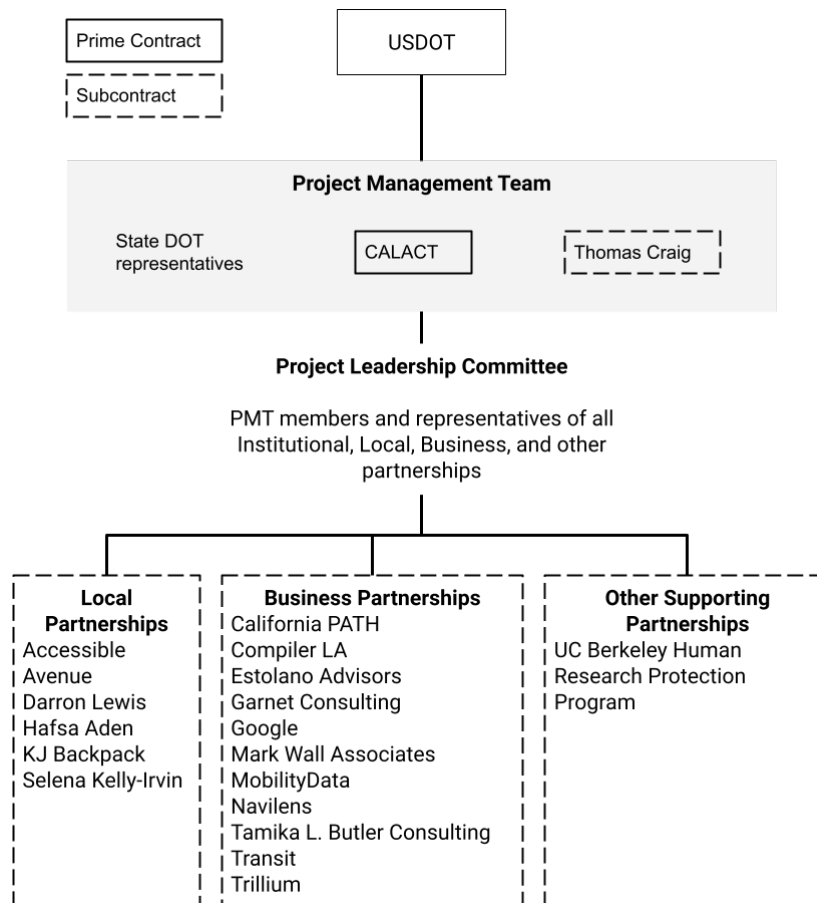 Prime Contract
USDOT
Subcontract
Project Management Team
State DOT
representatives
CALACT
Thomas Craig
Project Leadership Committee
PMT members and representatives of all
Institutional, Local, Business, and other
partnerships
Local
Partnerships
Accessible
Avenue
Darron Lewis
Hafsa Aden
KJ Backpack
Selena Kelly-Irvin
Business Partnerships
California PATH
Compiler LA
Estolano Advisors
Garnet Consulting
Google
Mark Wall Associates
MobilityData
Navilens
Tamika L. Butler Consulting
Transit
Trillium
Other Supporting
Partnerships
UC Berkeley Human
Research Protection
Program